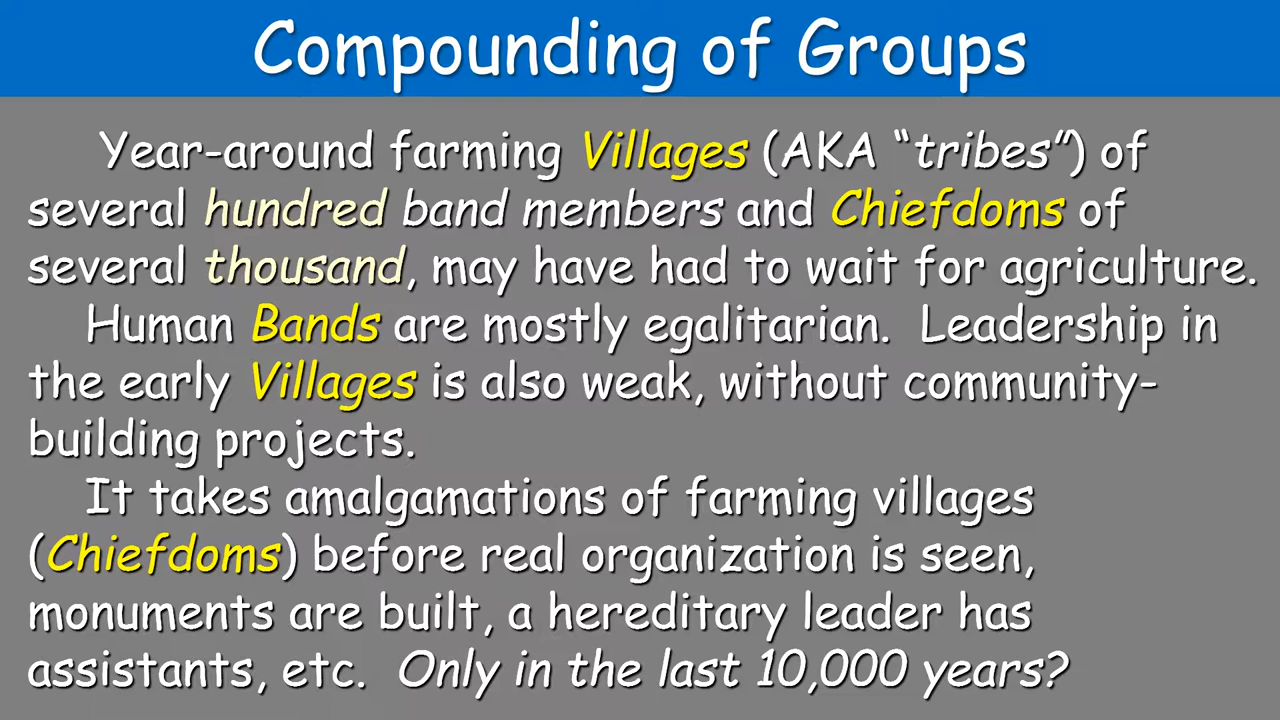 Compounding of Groups
Year-around farming Villages (AKA “tribes”) of
several hundred band members and Chiefdoms of
several thousand, may have had to wait for agriculture.
Human Bands are mostly egalitarian. Leadership in
the early Villages is also weak, without community-
building projects.
It takes amalgamations of farming villages
(Chiefdoms) before real organization is seen,
monuments are built, a hereditary leader has
assistants, etc. Only in the last 10,000 years?